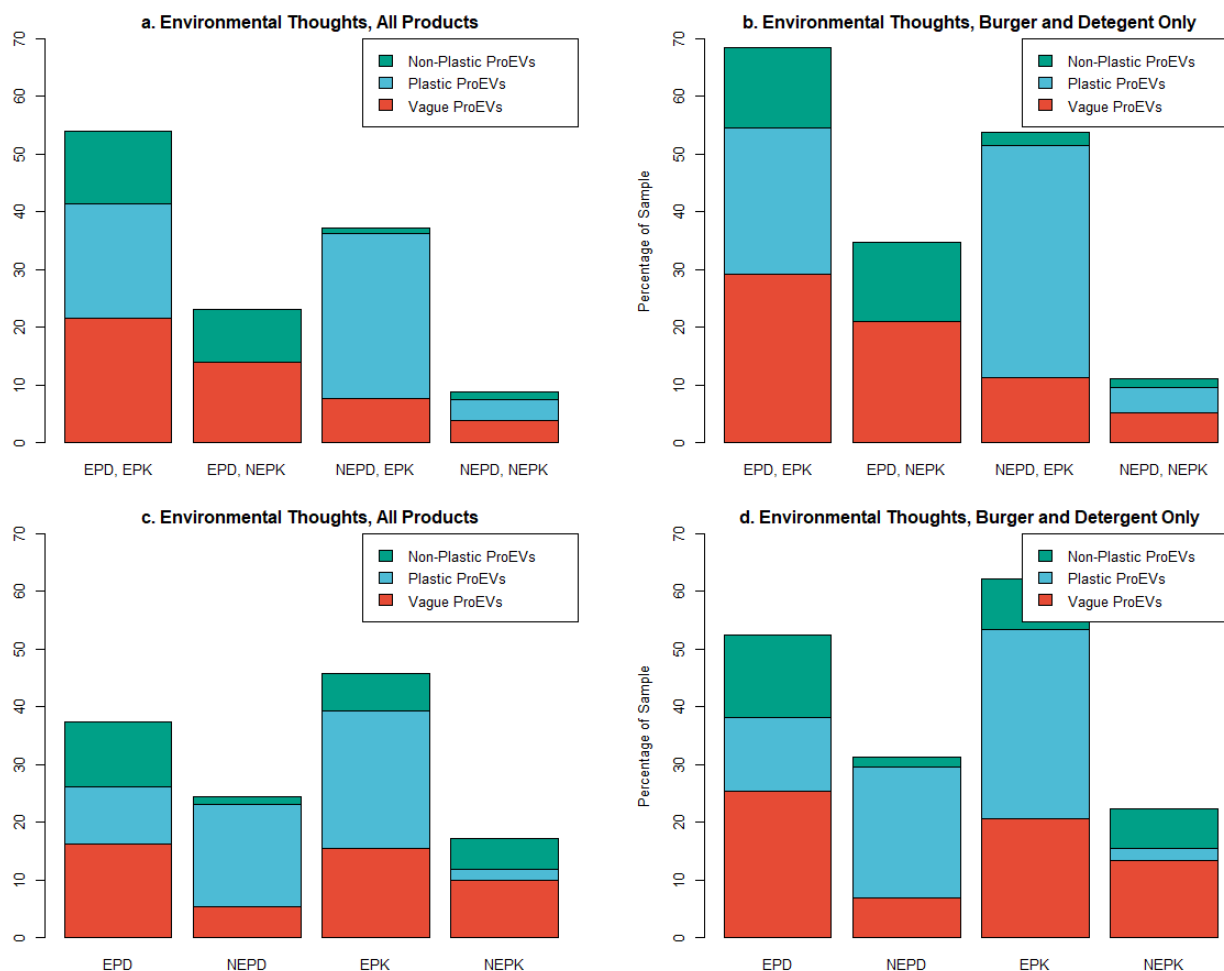 a. Environmental Thoughts, All Products
70
60
50
40
30
20
10
0
Non-Plastic ProEVs
Plastic ProEVs
Vague ProEVs
EPD, EPK
EPD, NEPK
NEPD, EPK
NEPD, NEPK
b. Environmental Thoughts, Burger and Detegent Only
Percentage of Sample
70
60
50
40
30
20
10
0
Non-Plastic ProEVs
Plastic ProEVs
Vague ProEVs
EPD, EPK
EPD, NEPK
NEPD, EPK
NEPD, NEPK
c. Environmental Thoughts, All Products
70
60
50
40
30
20
10
0
Non-Plastic ProEVs
Plastic ProEVs
Vague ProEVs
EPD
NEPD
EPK
NEPK
d. Environmental Thoughts, Burger and Detergent Only
Percentage of Sample
70
60
50
40
30
20
10
0
Non-Plastic ProEVs
Plastic ProEVs
Vague ProEVs
EPD
NEPD
EPK
NEPK